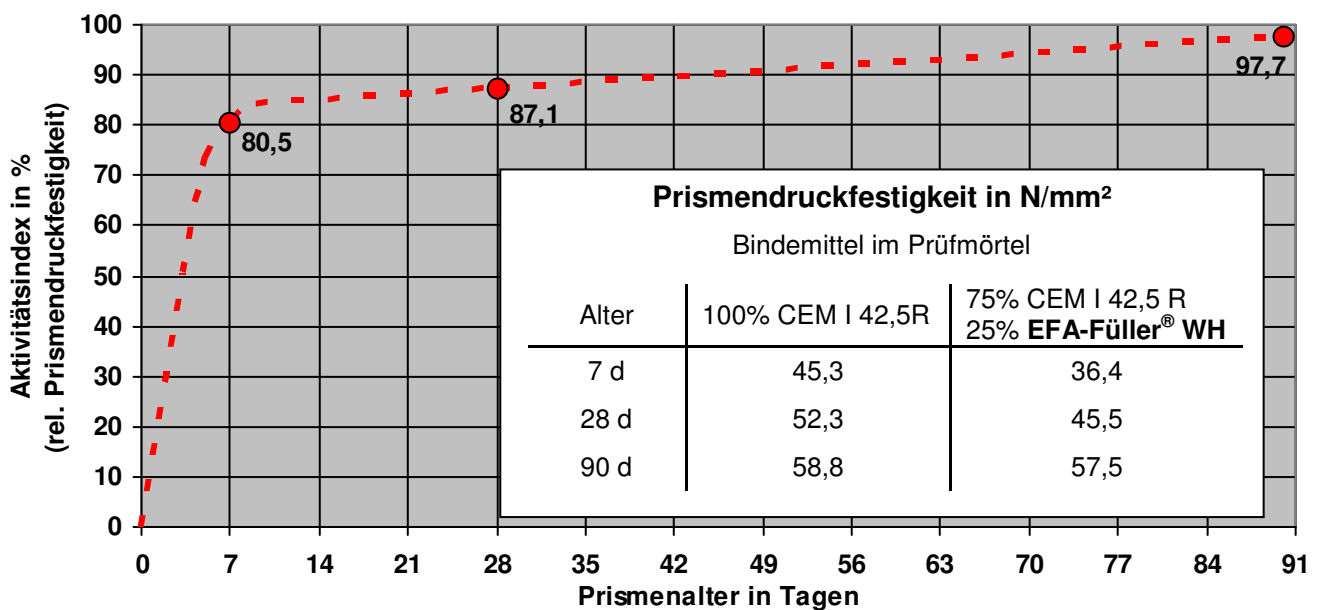 Aktivitätsindex in %
(rel. Prismendruckfestigkeit)
100
90
80
70
60
50
40
30
20
10
0
80,5
87,1
97,7
Prismendruckfestigkeit in N/mm²
Bindemittel im Prüfmörtel
Alter 100% CEM I 42,5R 75% CEM I 42,5 R
25% EFA-Füller® WH
7 d 45,3 36,4
28 d 52,3 45,5
90 d 58,8 57,5
0 7 14 21 28 35 42 49 56 63 70 77 84 91
Prismenalter in Tagen